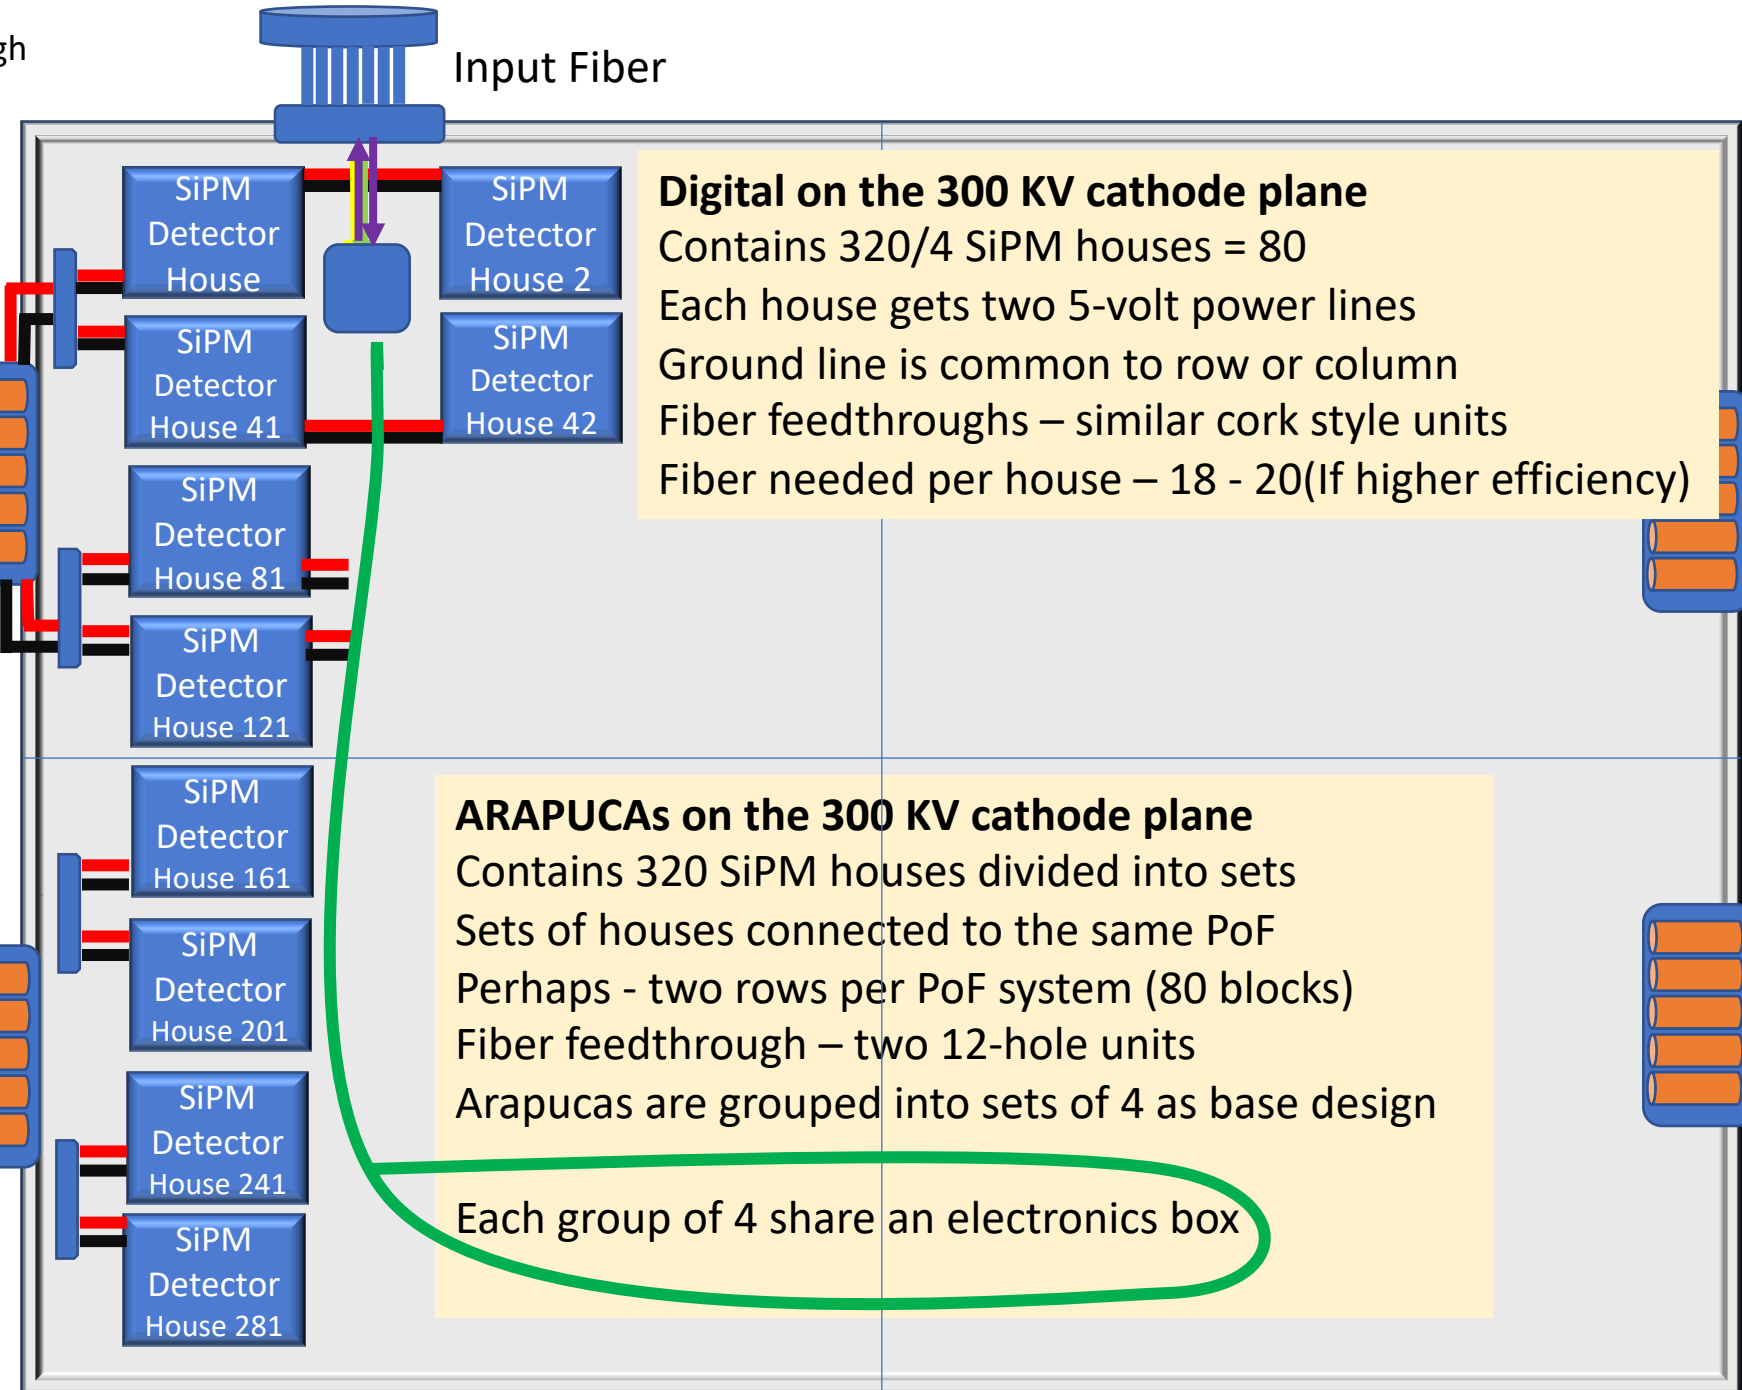 gh
Input Fiber
SiPM
Detector
House
SiPM
Detector
House 2
SiPM
Detector
House 41
SiPM
Detector
House 42
SiPM
Detector
House 81
SiPM
Detector
House 121
SiPM
Detector
House 161
SiPM
Detector
House 201
SiPM
Detector
House 241
SiPM
Detector
House 281
Digital on the 300 KV cathode plane
Contains 320/4 SiPM houses = 80
Each house gets two 5-volt power lines
Ground line is common to row or column
Fiber feedthroughs – similar cork style units
Fiber needed per house – 18 - 20(If higher efficiency)
ARAPUCAs on the 300 KV cathode plane
Contains 320 SiPM houses divided into sets
Sets of houses connected to the same PoF
Perhaps - two rows per PoF system (80 blocks)
Fiber feedthrough – two 12-hole units
Arapucas are grouped into sets of 4 as base design
Each group of 4 share an electronics box